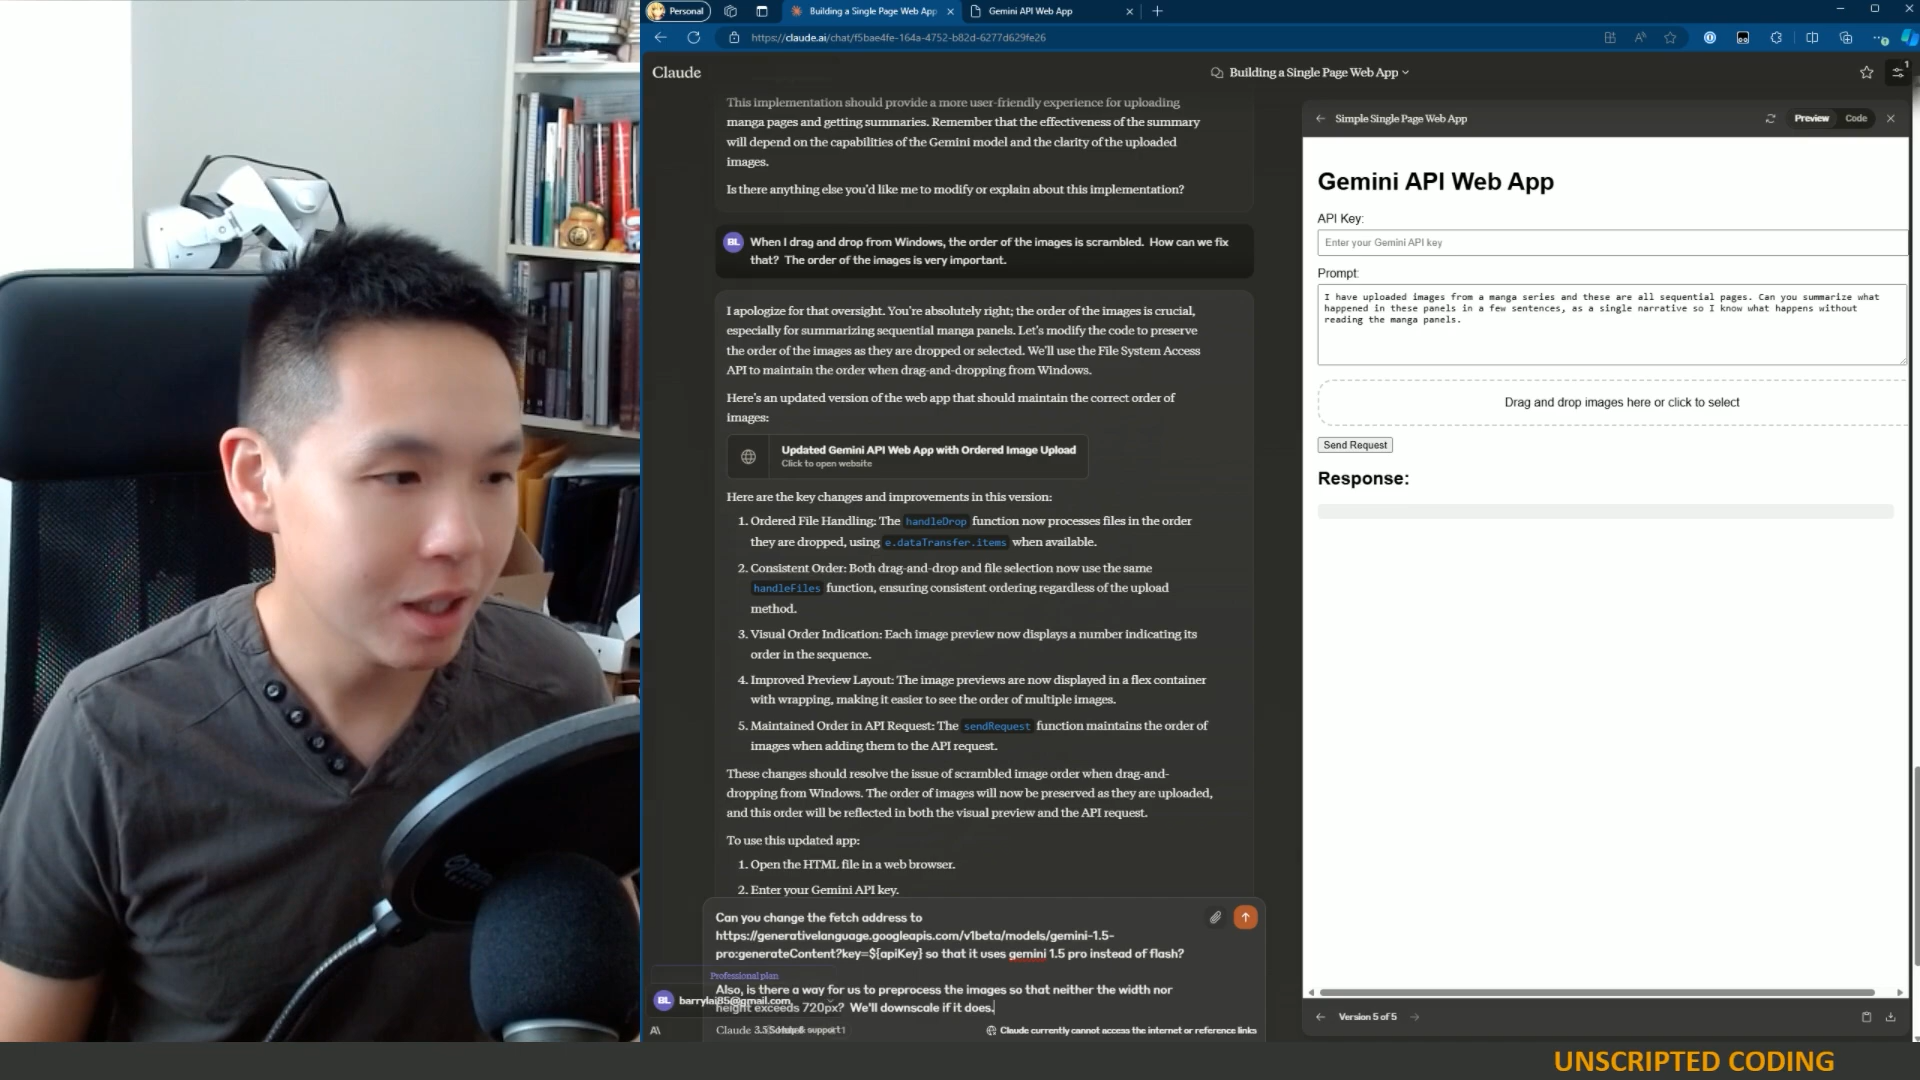 Personal
Building a Single Page Web App
Gemini API Web App
https://claude.ai/chat/f5bae4fe-164a-4752-b82d-6277d629fe26
Claude
Building a Single Page Web App
1
This implementation should provide a more user-friendly experience for uploading
manga pages and getting summaries. Remember that the effectiveness of the summary
will depend on the capabilities of the Gemini model and the clarity of the uploaded
images.
Is there anything else you'd like me to modify or explain about this implementation?
BL
When I drag and drop from Windows, the order of the images is scrambled. How can we fix
that? The order of the images is very important.
I apologize for that oversight. You're absolutely right; the order of the images is crucial,
especially for summarizing sequential manga panels. Let's modify the code to preserve
the order of the images as they are dropped or selected. We'll use the File System Access
API to maintain the order when drag-and-dropping from Windows.
Here's an updated version of the web app that should maintain the correct order of
images:
Updated Gemini API Web App with Ordered Image Upload
Click to open website
Here are the key changes and improvements in this version:
1. Ordered File Handling: The handleDrop function now processes files in the order
they are dropped, using e.dataTransfer.items when available.
2. Consistent Order: Both drag-and-drop and file selection now use the same
handleFiles function, ensuring consistent ordering regardless of the upload
method.
3. Visual Order Indication: Each image preview now displays a number indicating its
order in the sequence.
4. Improved Preview Layout: The image previews are now displayed in a flex container
with wrapping, making it easier to see the order of multiple images.
5. Maintained Order in API Request: The sendRequest function maintains the order of
images when adding them to the API request.
These changes should resolve the issue of scrambled image order when drag-and-
dropping from Windows. The order of images will now be preserved as they are uploaded,
and this order will be reflected in both the visual preview and the API request.
To use this updated app:
1. Open the HTML file in a web browser.
2. Enter your Gemini API key.
Can you change the fetch address to
https://generativelanguage.googleapis.com/v1beta/models/gemini-1.5-
pro:generateContent?key=${apiKey} so that it uses gemini 1.5 pro instead of flash?
Professional plan
Also, is there a way for us to preprocess the images so that neither the width nor
BL
barrylai85@gmail.com
height exceeds 720px? We'll downscale if it does.
A\
Claude 3.5
Help & support
Claude currently cannot access the internet or reference links
Simple Single Page Web App
Preview
Code
Gemini API Web App
API Key:
Enter your Gemini API key
Prompt:
I have uploaded images from a manga series and these are all sequential pages. Can you summarize what
happened in these panels in a few sentences, as a single narrative so I know what happens without
reading the manga panels.
Drag and drop images here or click to select
Send Request
Response:
Version 5 of 5
UNSCRIPTED CODING